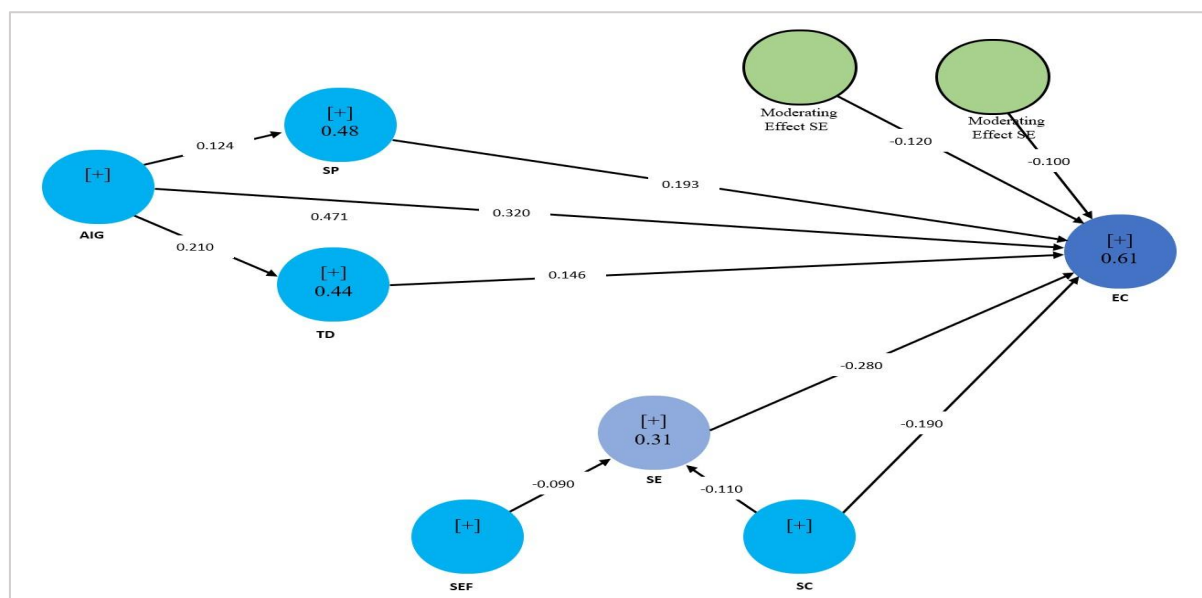 [+]
0.48
SP
0.124
[+]
AIG
0.210
0.471
0.320
0.193
[+]
0.44
TD
0.146
Moderating
Effect SE
-0.120
Moderating
Effect SE
-0.100
[+]
0.61
EC
-0.280
-0.190
[+]
0.31
SE
-0.090
-0.110
[+]
SEF
[+]
SC